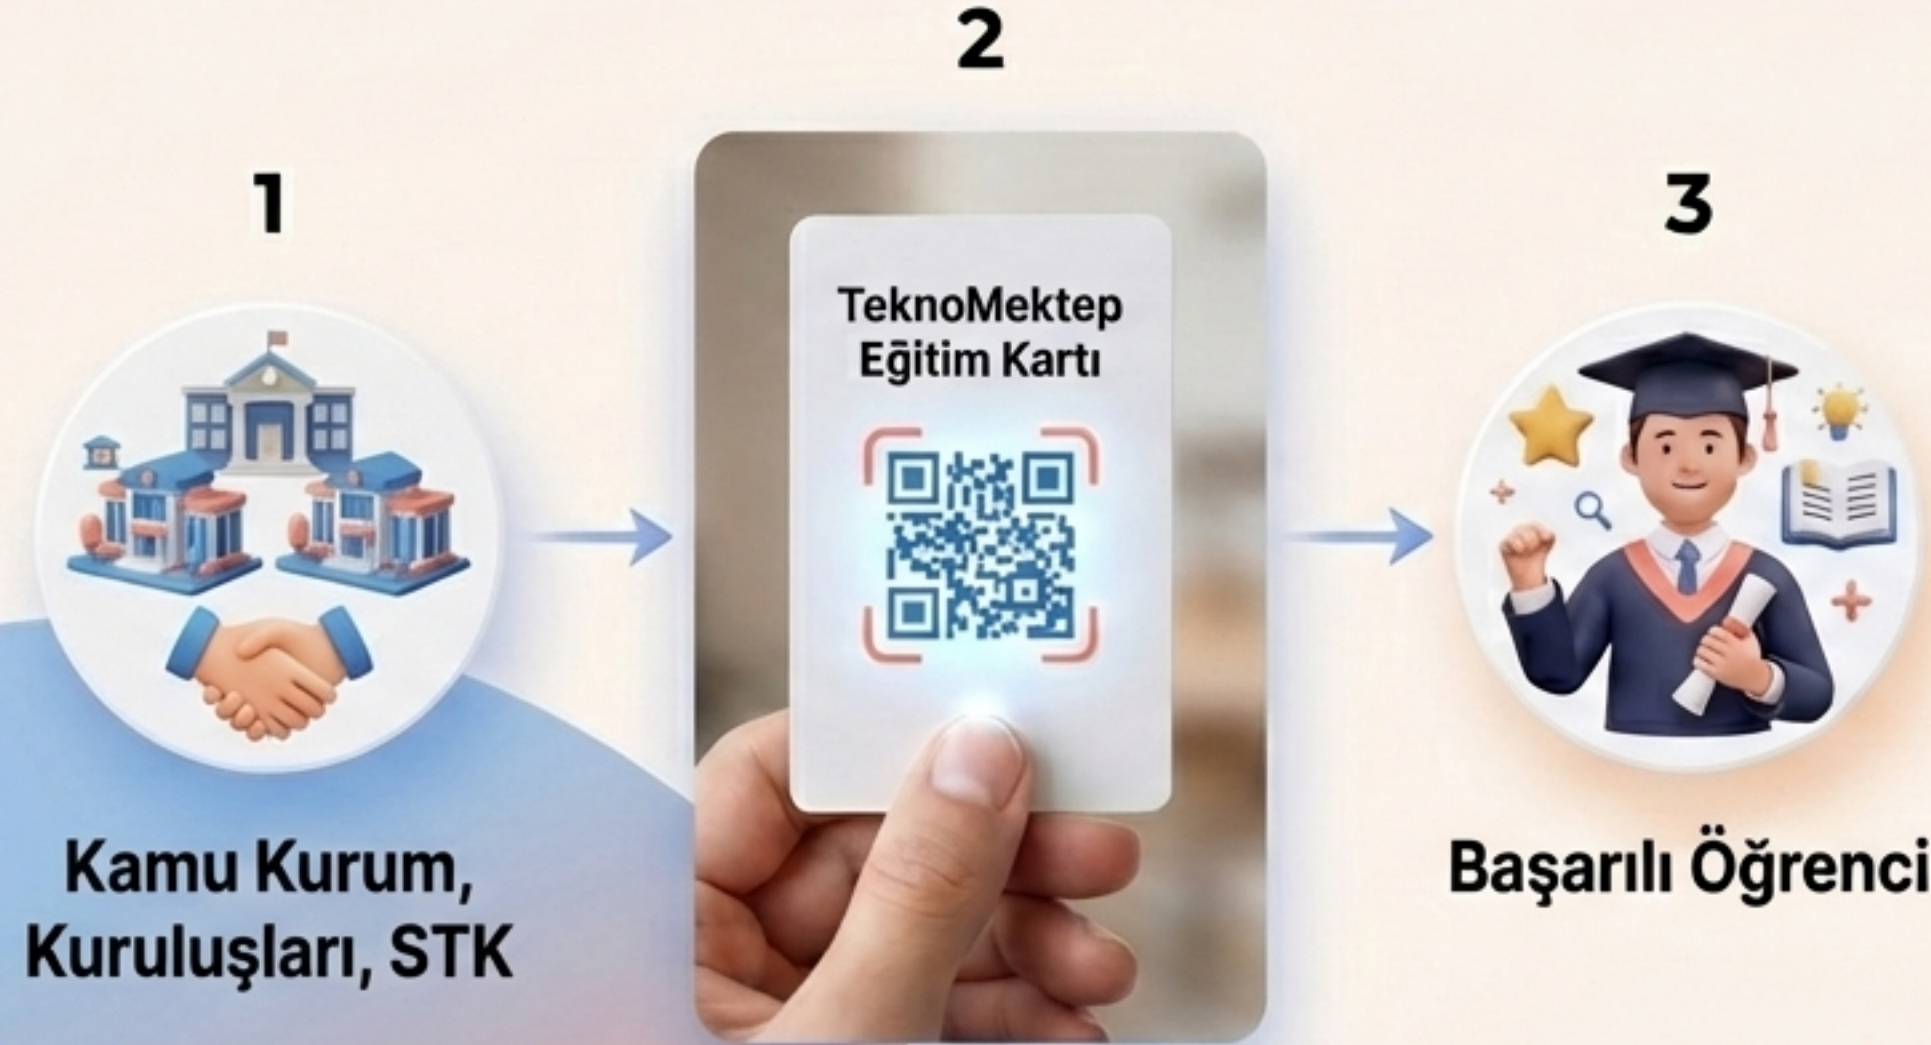 1
Kamu Kurum,
Kuruluşları, STK
2
TeknoMektep
Eğitim Kartı
3
Başarılı Öğrenci